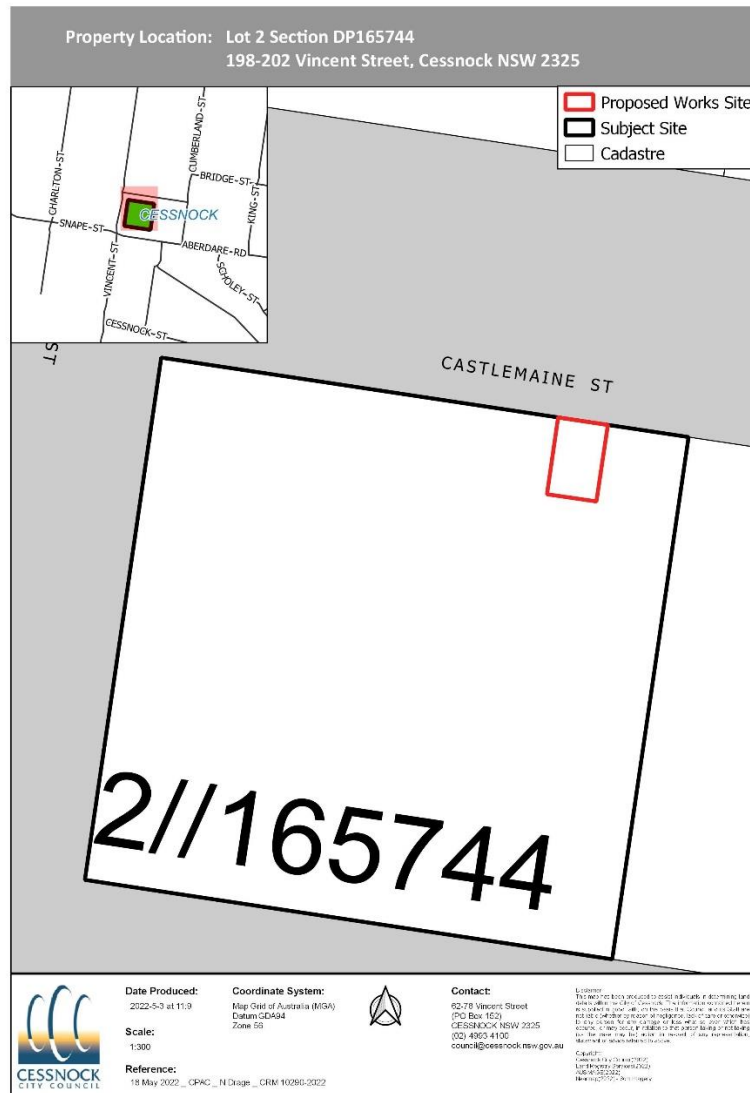 Property Location: Lot 2 Section DP165744
198-202 Vincent Street, Cessnock NSW 2325
Proposed Works Site
Subject Site
Cadastre
CHARLTON-ST
CUMBERLAND-ST
BRIDGE-ST
KING-ST
CESSNOCK
SNAPE-ST
ABERDARE-RD
VINCENT-ST
SCHOLEY-ST
CESSNOCK-ST
ST
CASTLEMAINE ST
2//165744
CESSNOCK
CITY COUNCIL
Date Produced:
2022-5-3 at 11:9
Scale:
1:300
Reference:
18 May 2022 _ CPAC _ N Drage _ CRM 10290-2022
Coordinate System:
Map Grid of Australia (MGA)
Datum GDA94
Zone 56
Contact:
62-78 Vincent Street
(PO Box 152)
CESSNOCK NSW 2325
(02) 4993 4100
council@cessnock.nsw.gov.au